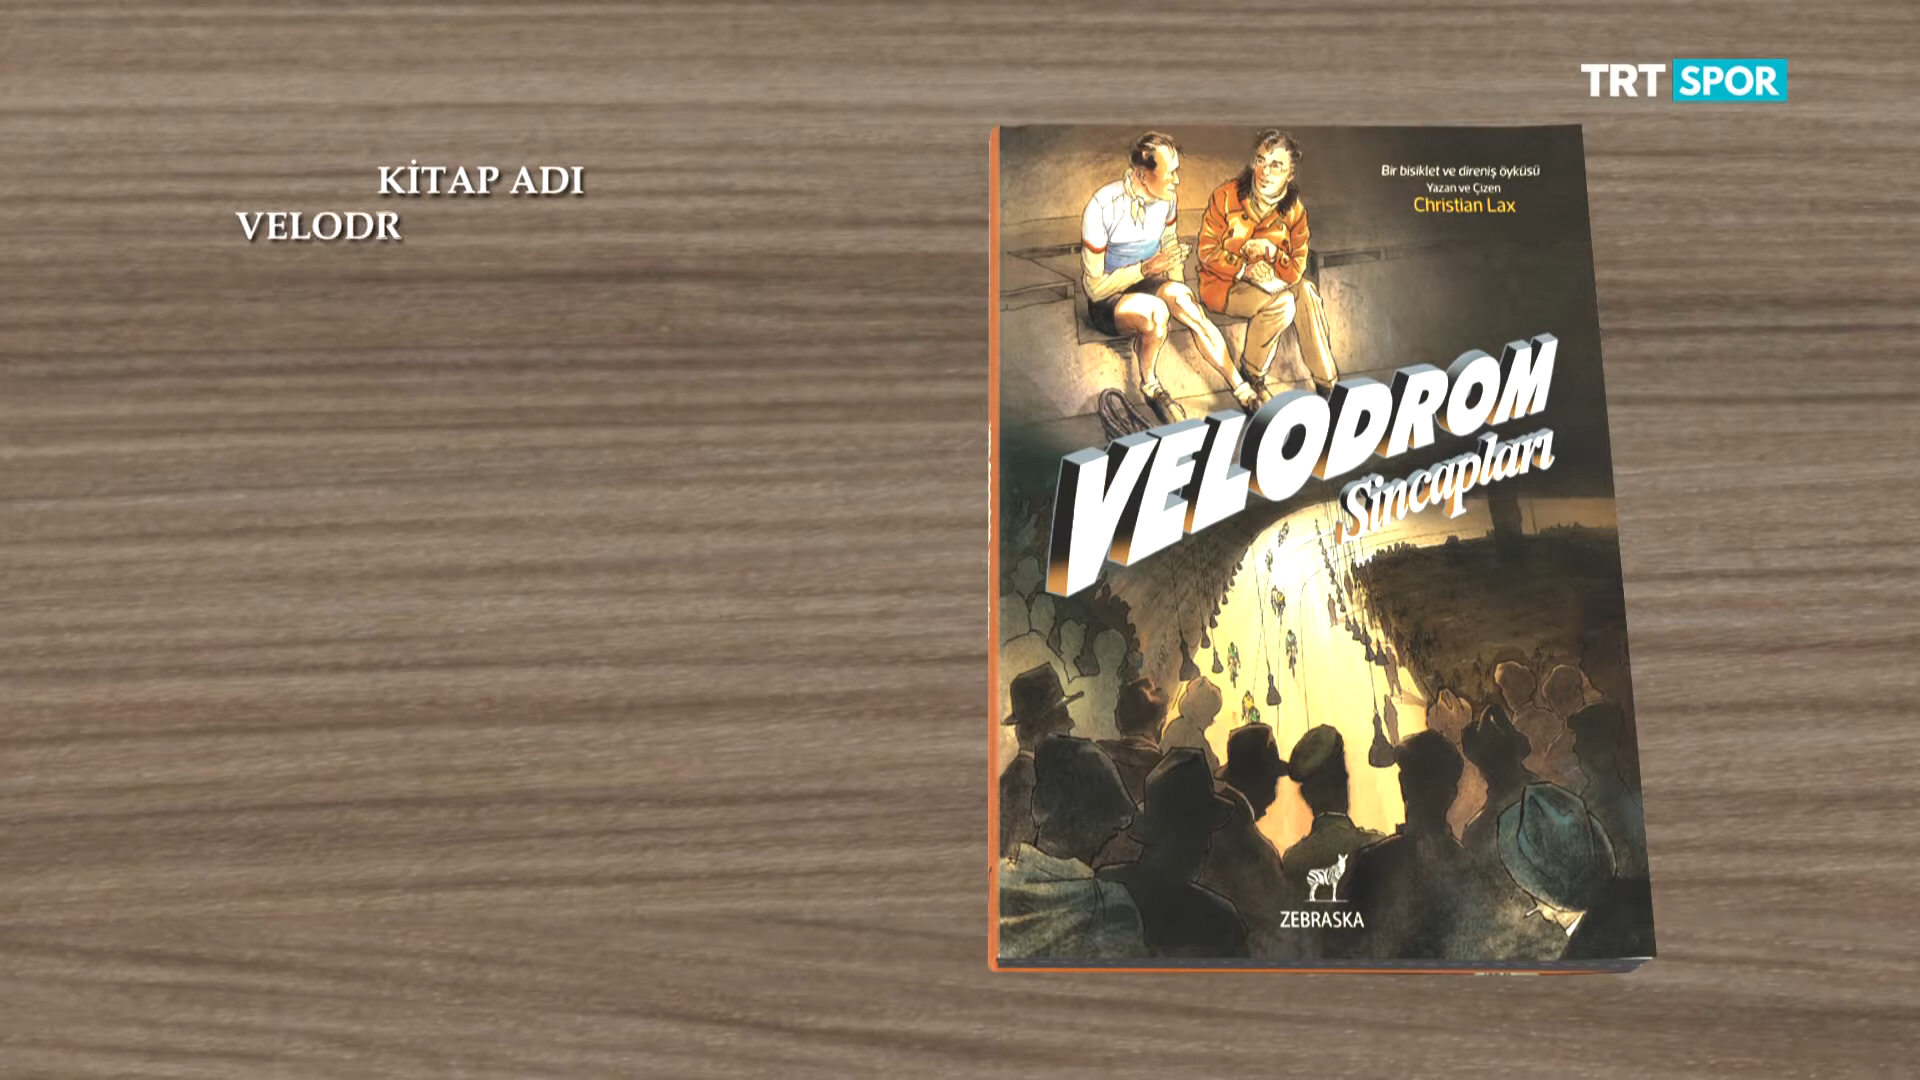 TRT SPOR
KİTAP ADI
VELODR
Bir bisiklet ve direniş öyküsü
Yazan ve Çizen
Christian Lax
VELODROM
Sincapları
ZEBRASKA